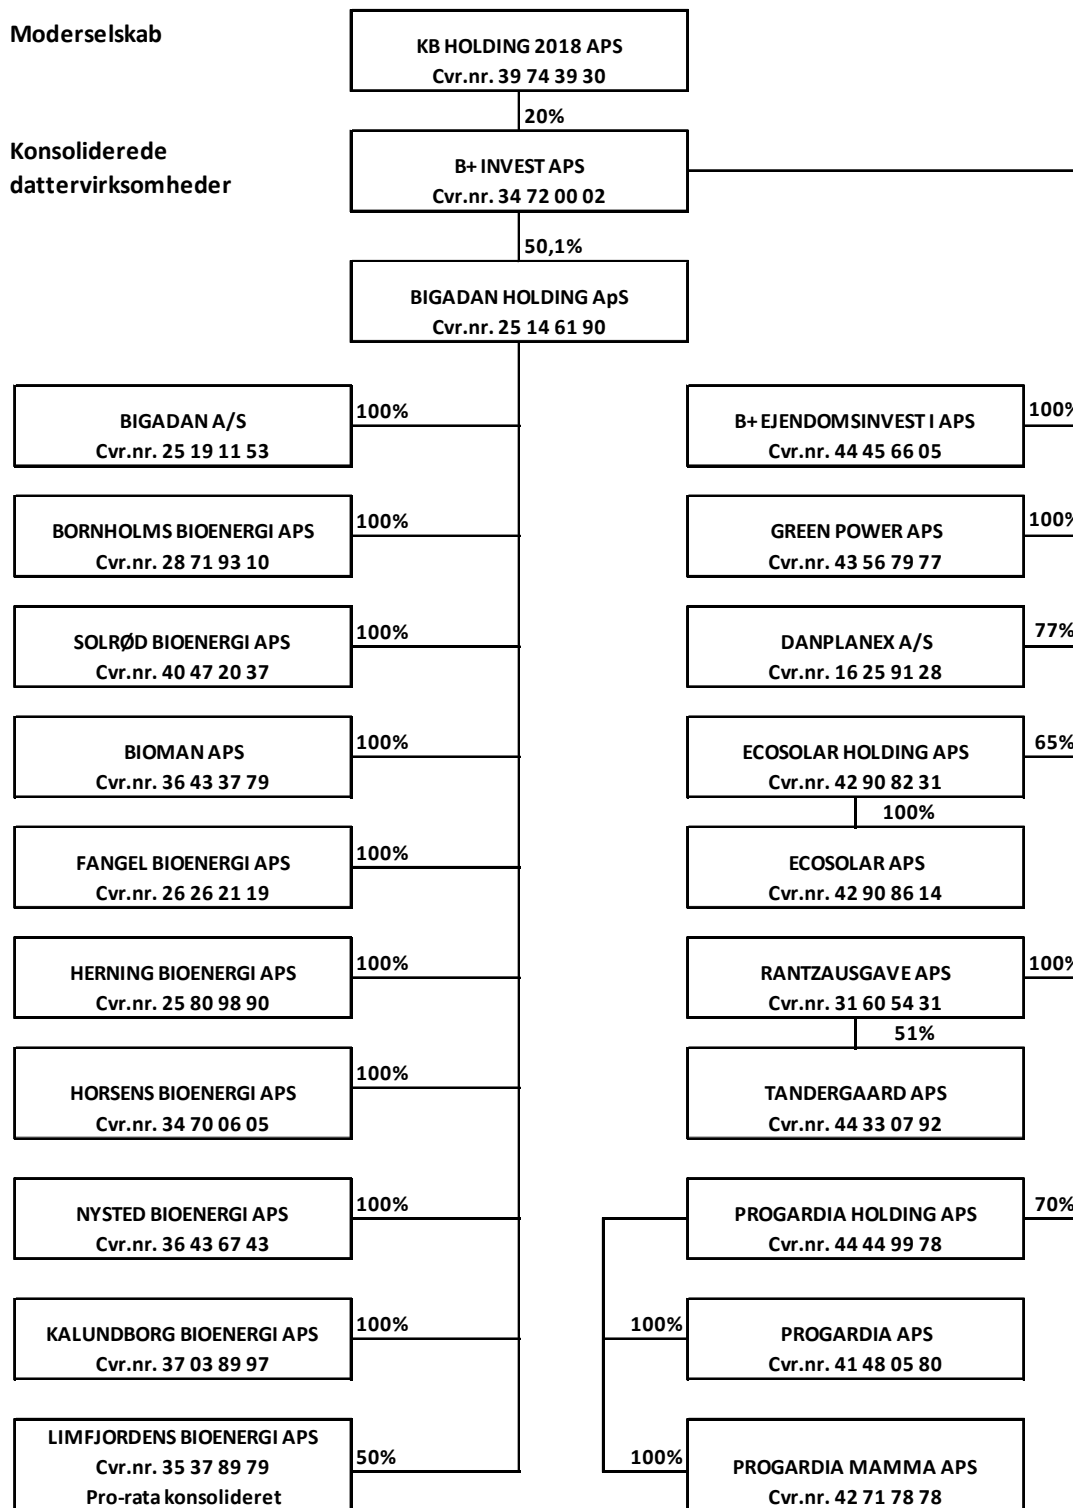 Moderselskab
KB HOLDING 2018 APS
Cvr.nr. 39 74 39 30
20%
Konsoliderede
dattervirksomheder
B+ INVEST APS
Cvr.nr. 34 72 00 02
50,1%
BIGADAN HOLDING ApS
Cvr.nr. 25 14 61 90
BIGADAN A/S
Cvr.nr. 25 19 11 53
100%
B+ EJENDOMSINVEST I APS
Cvr.nr. 44 45 66 05
100%
BORNHOLMS BIOENERGI APS
Cvr.nr. 28 71 93 10
100%
GREEN POWER APS
Cvr.nr. 43 56 79 77
100%
SOLRØD BIOENERGI APS
Cvr.nr. 40 47 20 37
100%
DANPLANEX A/S
Cvr.nr. 16 25 91 28
77%
BIOMAN APS
Cvr.nr. 36 43 37 79
100%
ECOSOLAR HOLDING APS
Cvr.nr. 42 90 82 31
65%
100%
FANGEL BIOENERGI APS
Cvr.nr. 26 26 21 19
100%
ECOSOLAR APS
Cvr.nr. 42 90 86 14
HERNING BIOENERGI APS
Cvr.nr. 25 80 98 90
100%
RANTZAUSGAVE APS
Cvr.nr. 31 60 54 31
100%
51%
HORSENS BIOENERGI APS
Cvr.nr. 34 70 06 05
100%
TANDERGAARD APS
Cvr.nr. 44 33 07 92
NYSTED BIOENERGI APS
Cvr.nr. 36 43 67 43
100%
PROGARDIA HOLDING APS
Cvr.nr. 44 44 99 78
70%
KALUNDBORG BIOENERGI APS
Cvr.nr. 37 03 89 97
100%
100%
PROGARDIA APS
Cvr.nr. 41 48 05 80
LIMFJORDENS BIOENERGI APS
Cvr.nr. 35 37 89 79
Pro-rata konsolideret
50%
100%
PROGARDIA MAMMA APS
Cvr.nr. 42 71 78 78